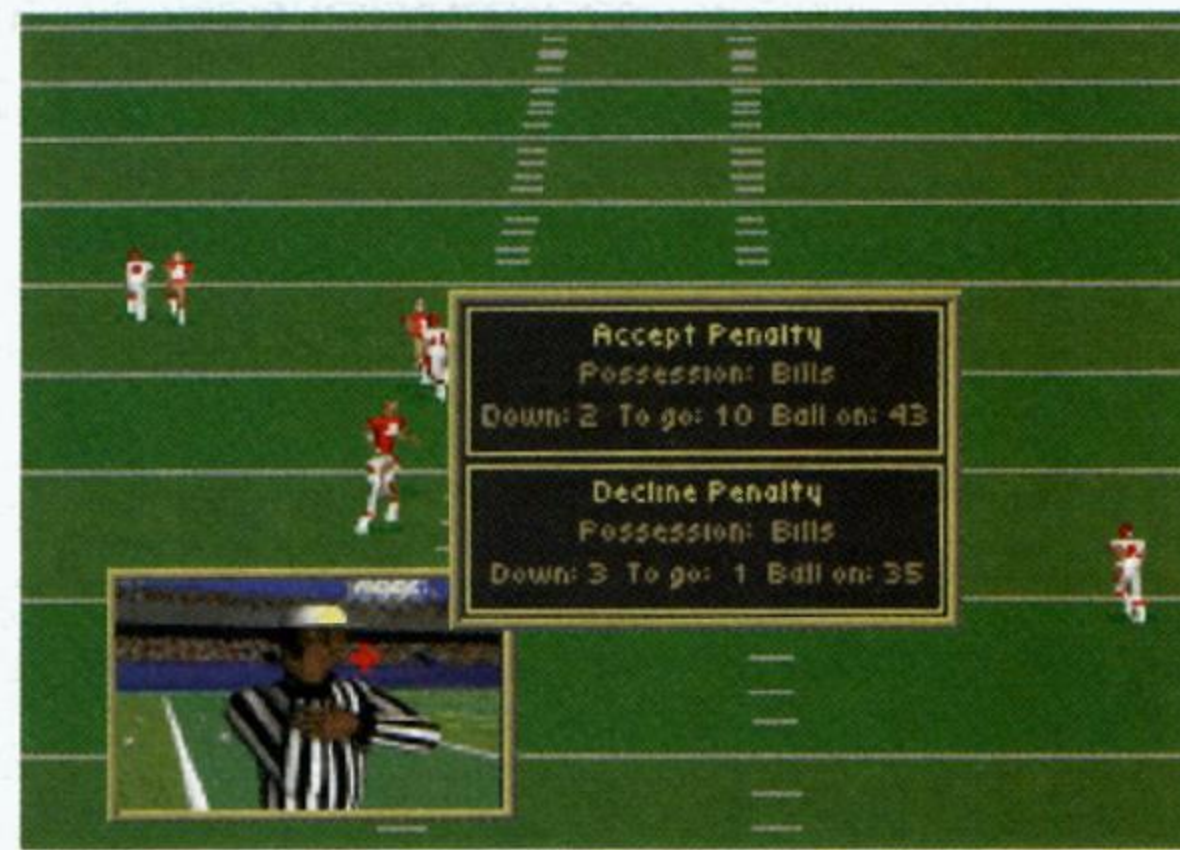 Accept Penalty
Possession: Bills
Down: 2 To go: 10 Ball on: 43
Decline Penalty
Possession: Bills
Down: 3 To go: 1 Ball on: 35